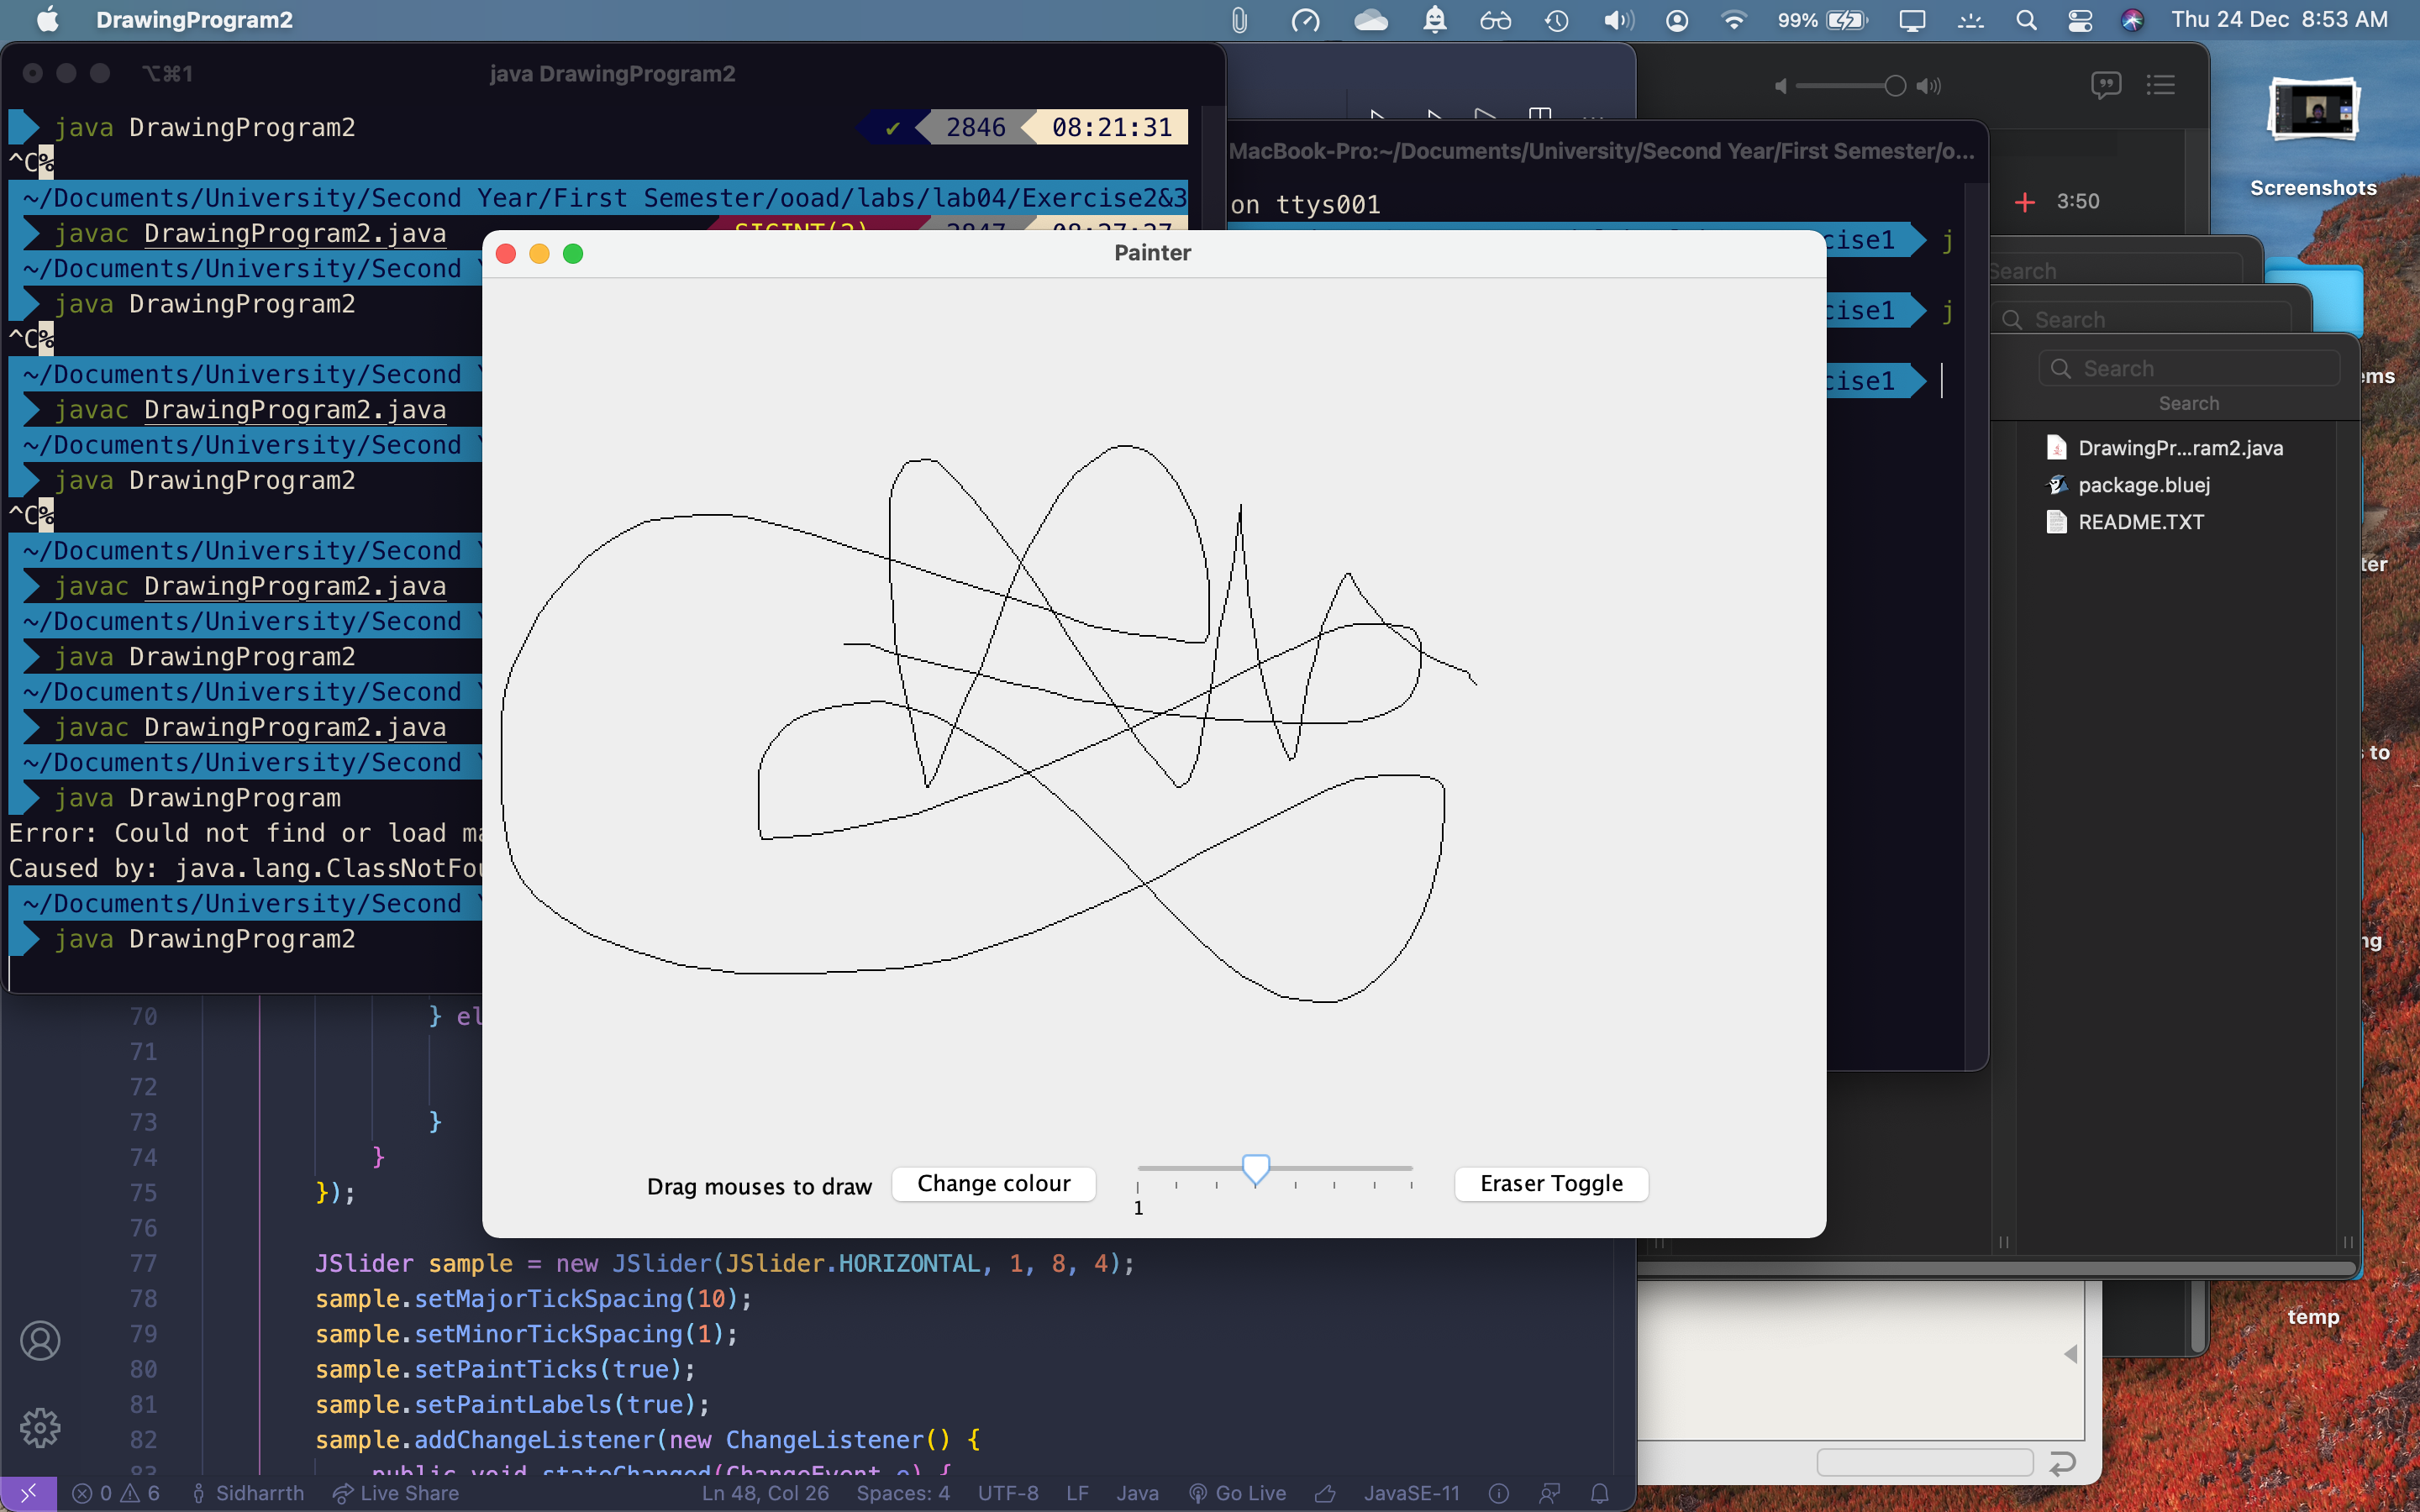 DrawingProgram2
99%
Thu 24 Dec 8:53 AM
⌥⌘1
java DrawingProgram2
java DrawingProgram2
✔ 2846 08:21:31
^C%
~/Documents/University/Second Year/First Semester/ooad/labs/lab04/Exercise2&3
javac DrawingProgram2.java
SIGINT(2) 2847 08:27:27
~/Documents/University/Second
java DrawingProgram2
^C%
~/Documents/University/Second
javac DrawingProgram2.java
~/Documents/University/Second
java DrawingProgram2
^C%
~/Documents/University/Second
javac DrawingProgram2.java
~/Documents/University/Second
java DrawingProgram2
~/Documents/University/Second
javac DrawingProgram2.java
~/Documents/University/Second
java DrawingProgram
Error: Could not find or load ma
Caused by: java.lang.ClassNotFou
~/Documents/University/Second
java DrawingProgram2
MacBook-Pro:~/Documents/University/Second Year/First Semester/o...
on ttys001
cise1 j
cise1 j
cise1
3:50
Search
Search
Search
Search
DrawingPr...ram2.java
package.bluej
README.TXT
Screenshots
ems
ter
s to
ng
temp
Painter
Drag mouses to draw
Change colour
1
Eraser Toggle
70 } el
71
72
73 }
74 }
75 });
76
77 JSlider sample = new JSlider(JSlider.HORIZONTAL, 1, 8, 4);
78 sample.setMajorTickSpacing(10);
79 sample.setMinorTickSpacing(1);
80 sample.setPaintTicks(true);
81 sample.setPaintLabels(true);
82 sample.addChangeListener(new ChangeListener() {
83 public void stateChanged(ChangeEvent e) {
0 6 Sidharrth Live Share Ln 48, Col 26 Spaces: 4 UTF-8 LF Java Go Live JavaSE-11